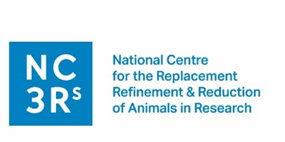 NC
3Rs
National Centre
for the Replacement
Refinement & Reduction
of Animals in Research